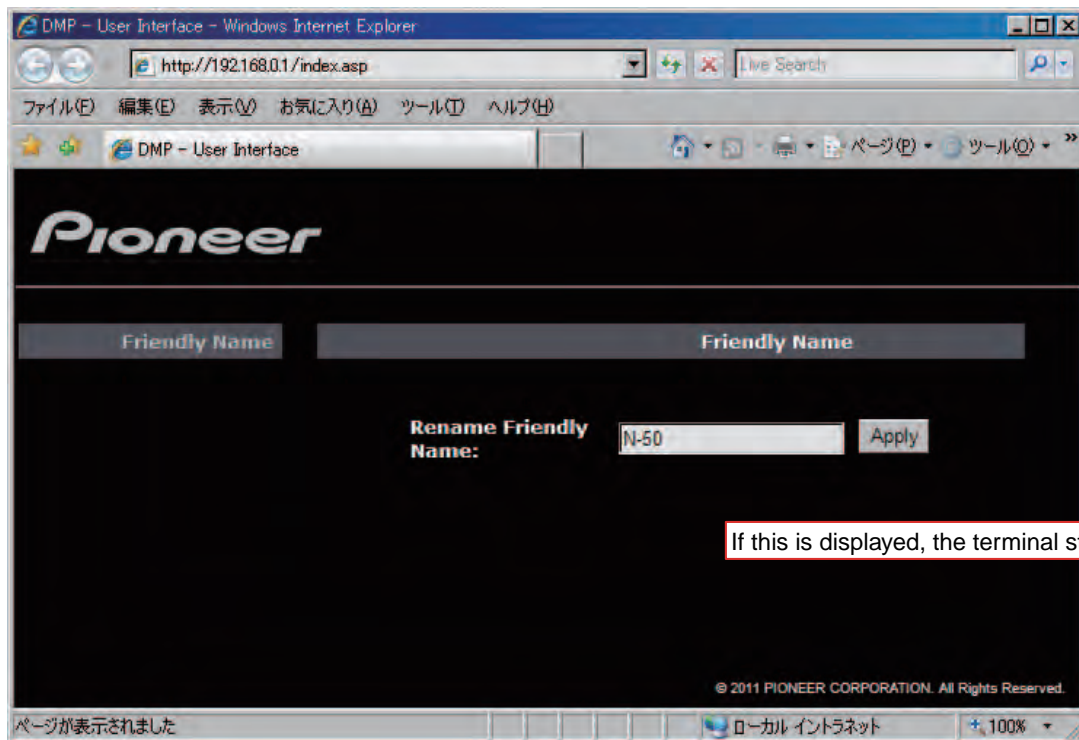 DMP - User Interface - Windows Internet Explorer
http://192.168.0.1/index.asp
Live Search
ファイル(F) 編集(E) 表示(V) お気に入り(A) ツール(T) ヘルプ(H)
DMP - User Interface
ページ(P) ツール(O) »
Pioneer
Friendly Name
Friendly Name
Rename Friendly
Name:
N-50
Apply
If this is displayed, the terminal
© 2011 PIONEER CORPORATION. All Rights Reserved.
ページが表示されました
ローカル イントラネット
100%